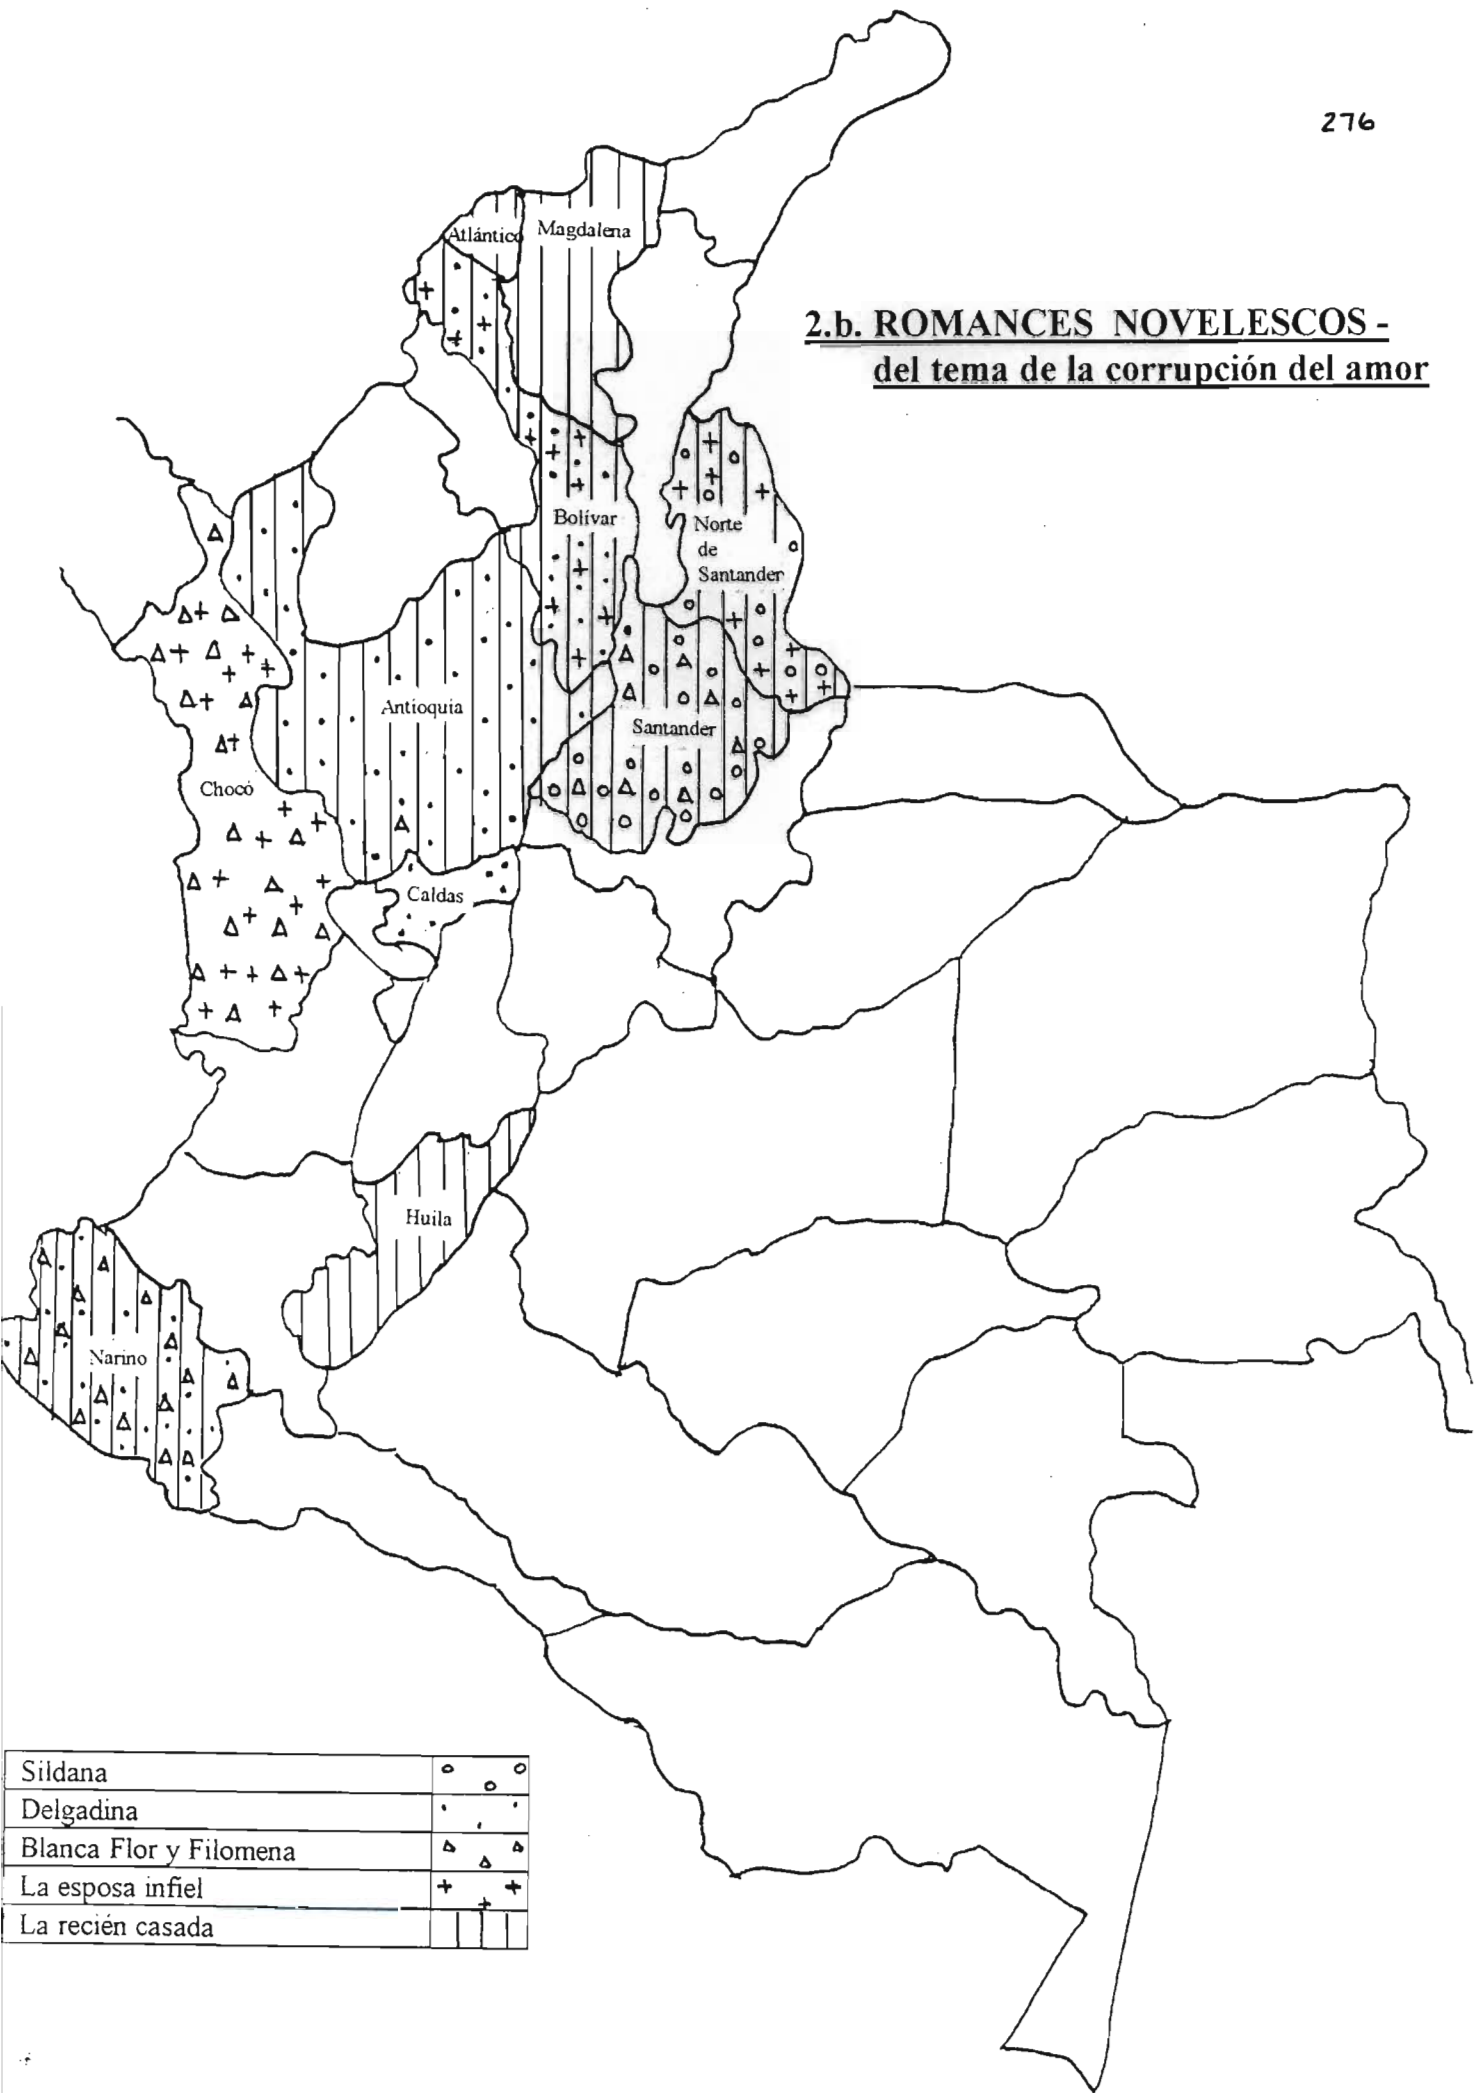 276
2.b. ROMANCES NOVELESCOS -
del tema de la corrupción del amor
Atlántico
Magdalena
Bolívar
Norte
de
Santander
Antioquia
Santander
Chocó
Caldas
Huila
Narino
Sildana
Delgadina
Blanca Flor y Filomena
La esposa infiel
La recién casada